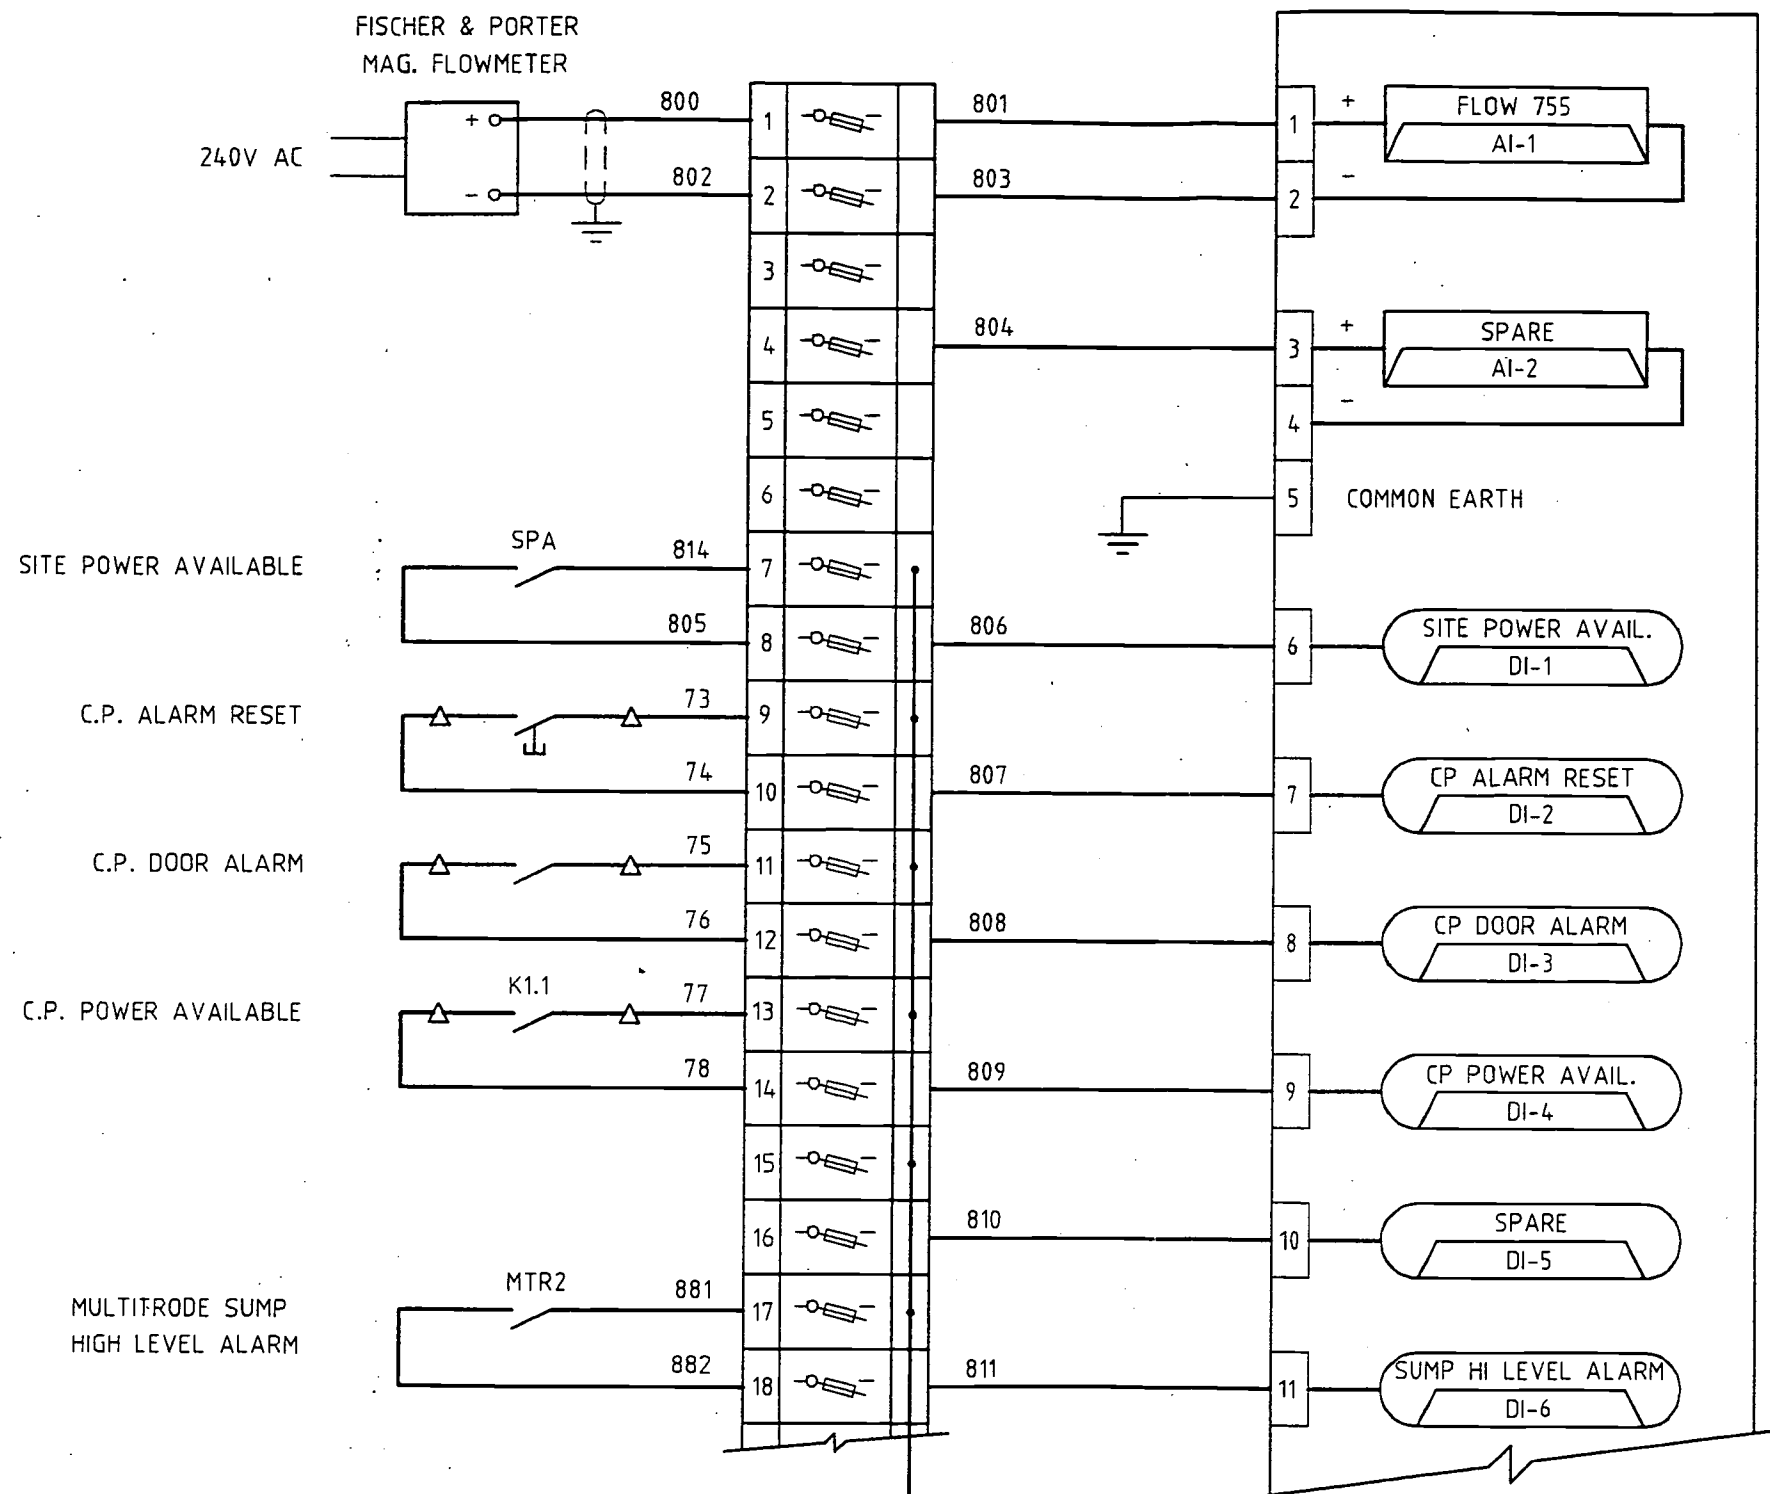 FISCHER & PORTER
MAG. FLOWMETER
240V AC
+
-
800
802
1
801
2
803
3
4
804
5
6
1
+
FLOW 755
AI-1
2
-
3
+
SPARE
AI-2
4
-
5
COMMON EARTH
SITE POWER AVAILABLE
SPA
814
7
805
8
806
6
SITE POWER AVAIL.
DI-1
C.P. ALARM RESET
73
9
74
10
807
7
CP ALARM RESET
DI-2
C.P. DOOR ALARM
75
11
76
12
808
8
CP DOOR ALARM
DI-3
C.P. POWER AVAILABLE
K1.1
77
13
78
14
809
9
CP POWER AVAIL.
DI-4
15
16
810
10
SPARE
DI-5
MULTITRODE SUMP
HIGH LEVEL ALARM
MTR2
881
17
882
18
811
11
SUMP HI LEVEL ALARM
DI-6